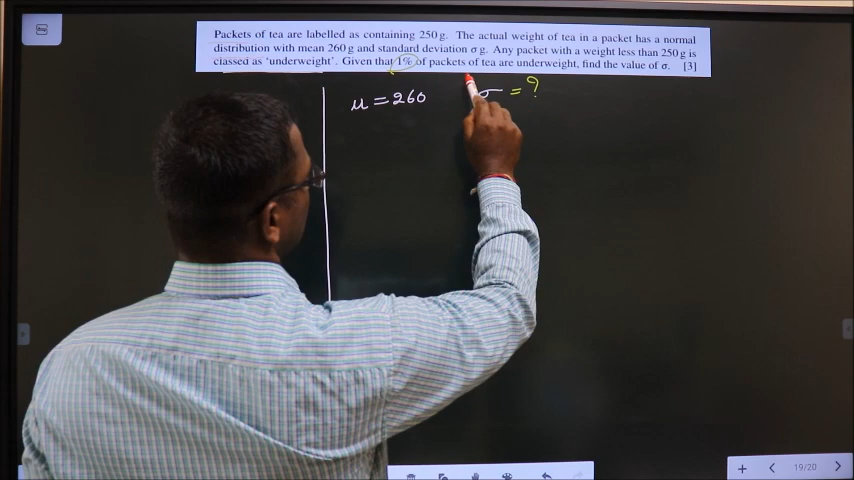 Packets of tea are labelled as containing 250 g. The actual weight of tea in a packet has a normal
distribution with mean 260 g and standard deviation σ g. Any packet with a weight less than 250 g is
classed as ‘underweight’. Given that 1% of packets of tea are underweight, find the value of σ. [3]
μ = 260 σ = ?
19/20